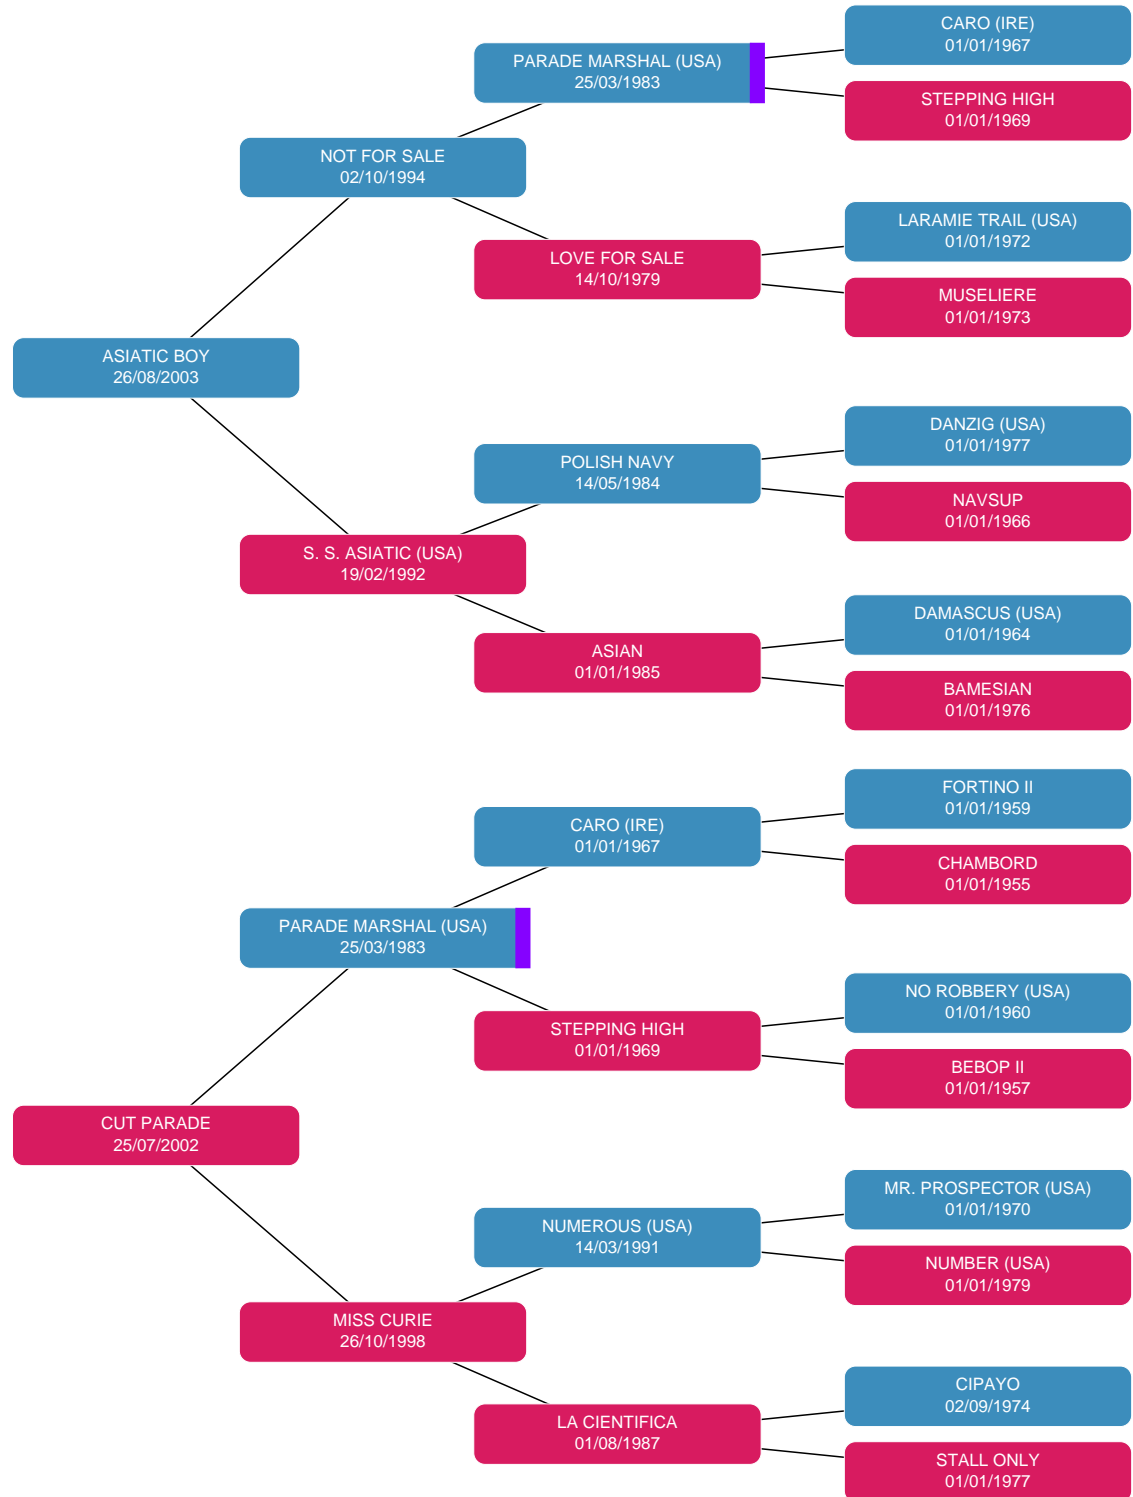 CARO (IRE)
01/01/1967
PARADE MARSHAL (USA)
25/03/1983
STEPPING HIGH
01/01/1969
NOT FOR SALE
02/10/1994
LARAMIE TRAIL (USA)
01/01/1972
LOVE FOR SALE
14/10/1979
MUSELIERE
01/01/1973
ASIATIC BOY
26/08/2003
DANZIG (USA)
01/01/1977
POLISH NAVY
14/05/1984
NAVSUP
01/01/1966
S. S. ASIATIC (USA)
19/02/1992
DAMASCUS (USA)
01/01/1964
ASIAN
01/01/1985
BAMESIAN
01/01/1976
FORTINO II
01/01/1959
CARO (IRE)
01/01/1967
CHAMBORD
01/01/1955
PARADE MARSHAL (USA)
25/03/1983
NO ROBBERY (USA)
01/01/1960
STEPPING HIGH
01/01/1969
BEBOP II
01/01/1957
CUT PARADE
25/07/2002
MR. PROSPECTOR (USA)
01/01/1970
NUMEROUS (USA)
14/03/1991
NUMBER (USA)
01/01/1979
MISS CURIE
26/10/1998
CIPAYO
02/09/1974
LA CIENTIFICA
01/08/1987
STALL ONLY
01/01/1977